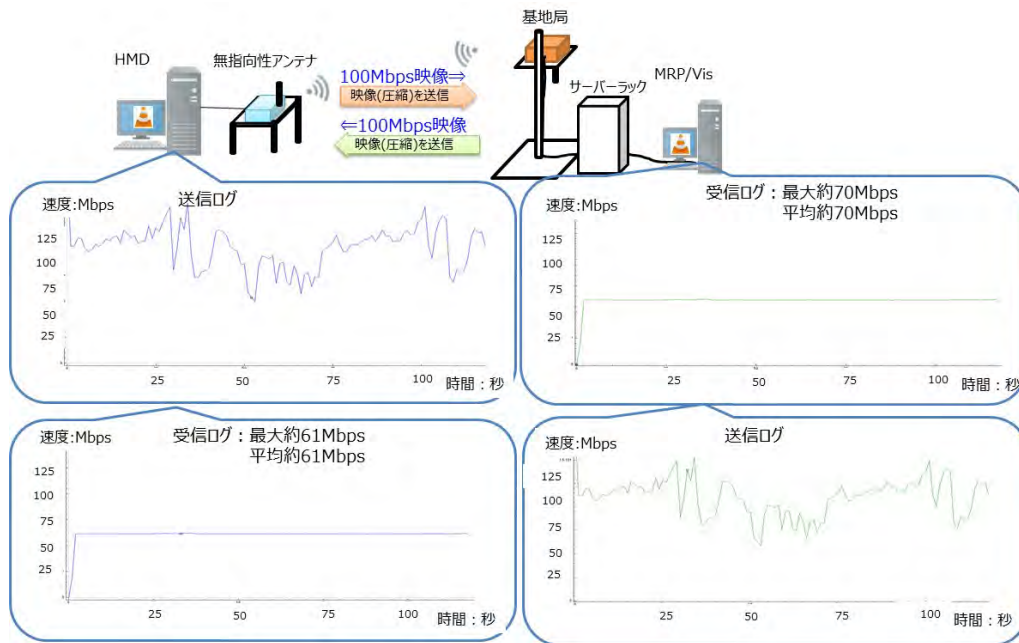 基地局
HMD
無指向性アンテナ
100Mbps映像⇒
映像(圧縮)を送信
⇐100Mbps映像
映像(圧縮)を送信
サーバーラック
MRP/Vis
速度:Mbps
送信ログ
125
100
75
50
25
25
50
75
100
時間：秒
速度:Mbps
受信ログ：最大約70Mbps
平均約70Mbps
125
100
75
50
25
25
50
75
100
時間：秒
速度:Mbps
受信ログ：最大約61Mbps
平均約61Mbps
125
100
75
50
25
25
50
75
100
時間：秒
速度:Mbps
送信ログ
125
100
75
50
25
25
50
75
100
時間：秒